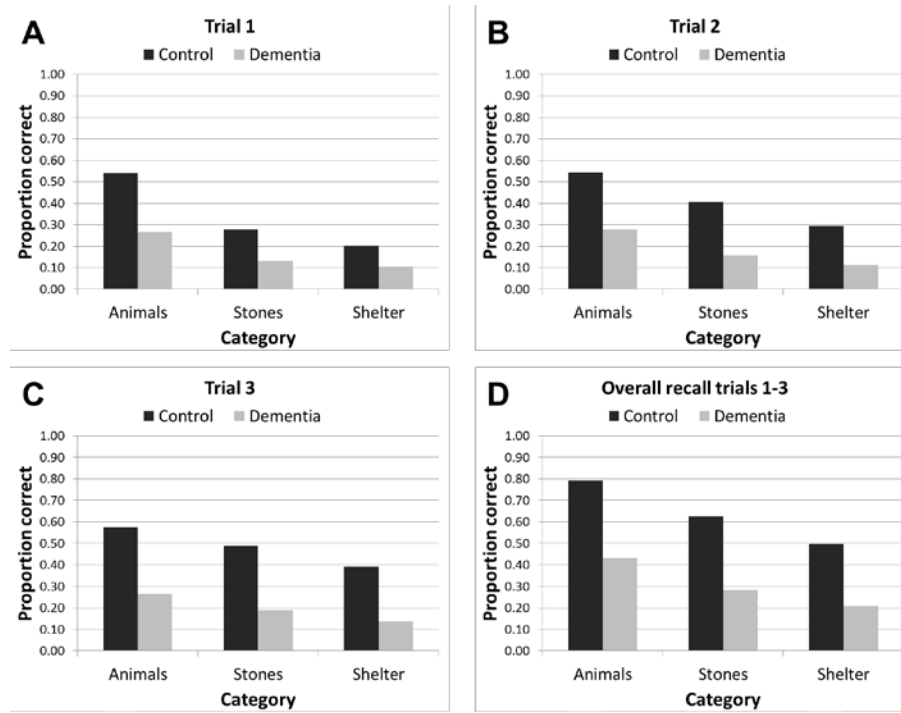 A
Trial 1
Control Dementia
Proportion correct
1.00
0.90
0.80
0.70
0.60
0.50
0.40
0.30
0.20
0.10
0.00
Animals Stones Shelter
Category
B
Trial 2
Control Dementia
Proportion correct
1.00
0.90
0.80
0.70
0.60
0.50
0.40
0.30
0.20
0.10
0.00
Animals Stones Shelter
Category
C
Trial 3
Control Dementia
Proportion correct
1.00
0.90
0.80
0.70
0.60
0.50
0.40
0.30
0.20
0.10
0.00
Animals Stones Shelter
Category
D
Overall recall trials 1-3
Control Dementia
Proportion correct
1.00
0.90
0.80
0.70
0.60
0.50
0.40
0.30
0.20
0.10
0.00
Animals Stones Shelter
Category